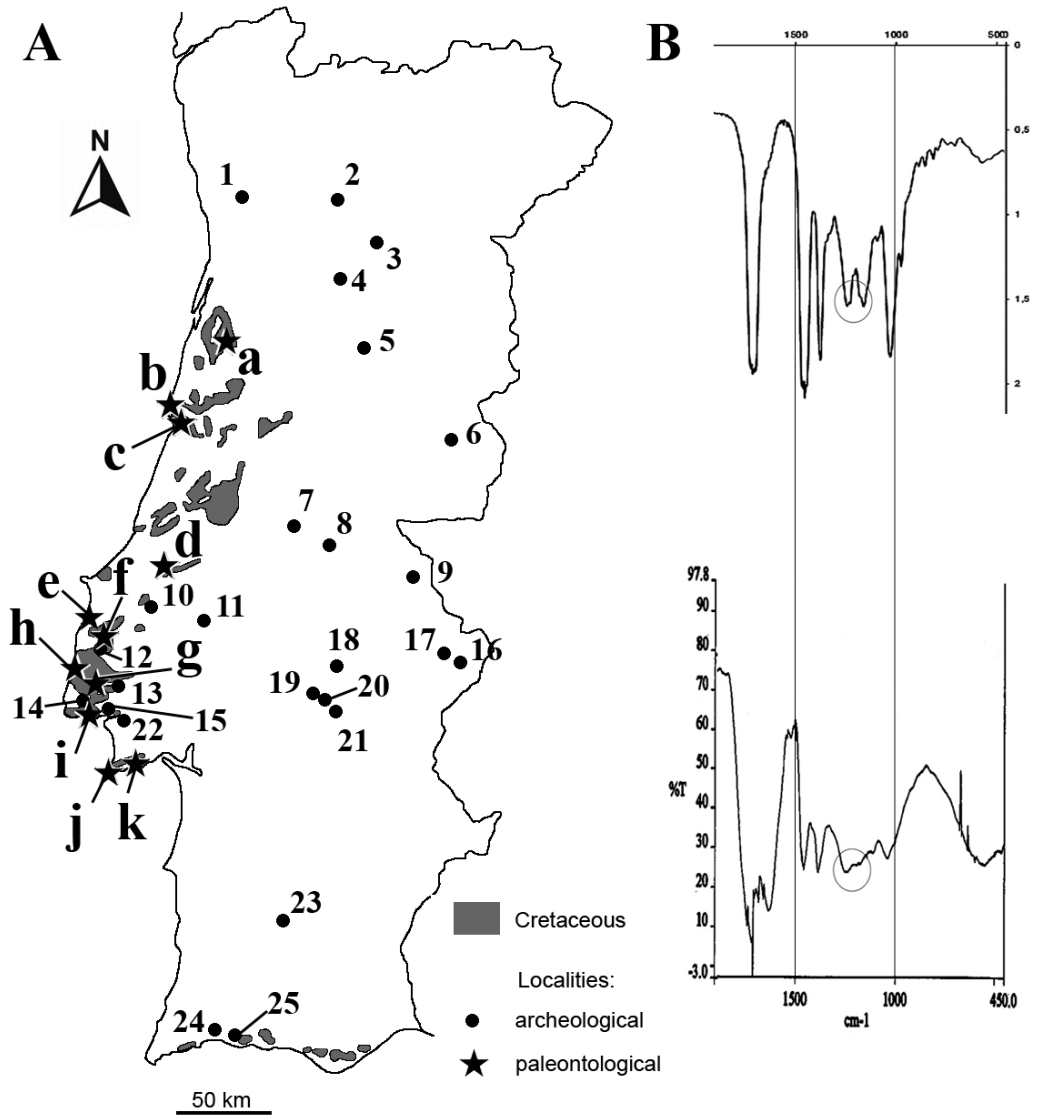 A
N
1
2
3
4
5
a
b
c
6
7
8
d
9
e
f
10
11
h
12
g
17
16
18
14
13
19
20
15
22
21
i
j
k
23
24
25
Cretaceous
Localities:
archeological
paleontological
50 km
B
1500 1000 500
0
0,5
1
1,5
2
97.8
90
80
70
60
50
%T
40
30
20
10
-3.0
1500 1000 450.0
cm-1